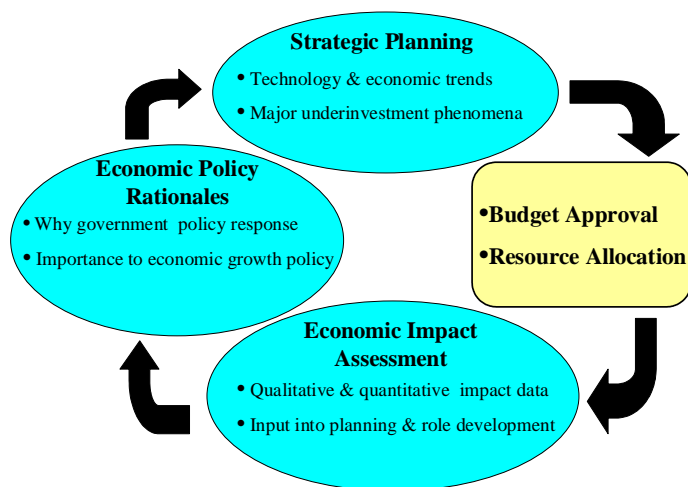 Strategic Planning
• Technology & economic trends
• Major underinvestment phenomena
Economic Policy
Rationales
• Why government policy response
• Importance to economic growth policy
•Budget Approval
•Resource Allocation
Economic Impact
Assessment
• Qualitative & quantitative impact data
• Input into planning & role development